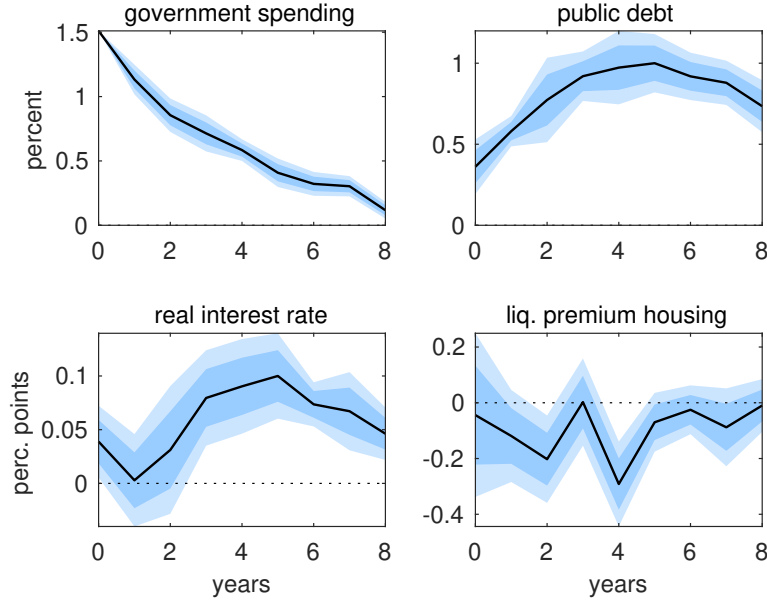 government spending
public debt
percent
1.5
1
0.5
0
0 2 4 6 8
1
0.5
0
0 2 4 6 8
real interest rate
liq. premium housing
perc. points
0.1
0.05
0
0 2 4 6 8
years
0.2
0
-0.2
-0.4
0 2 4 6 8
years